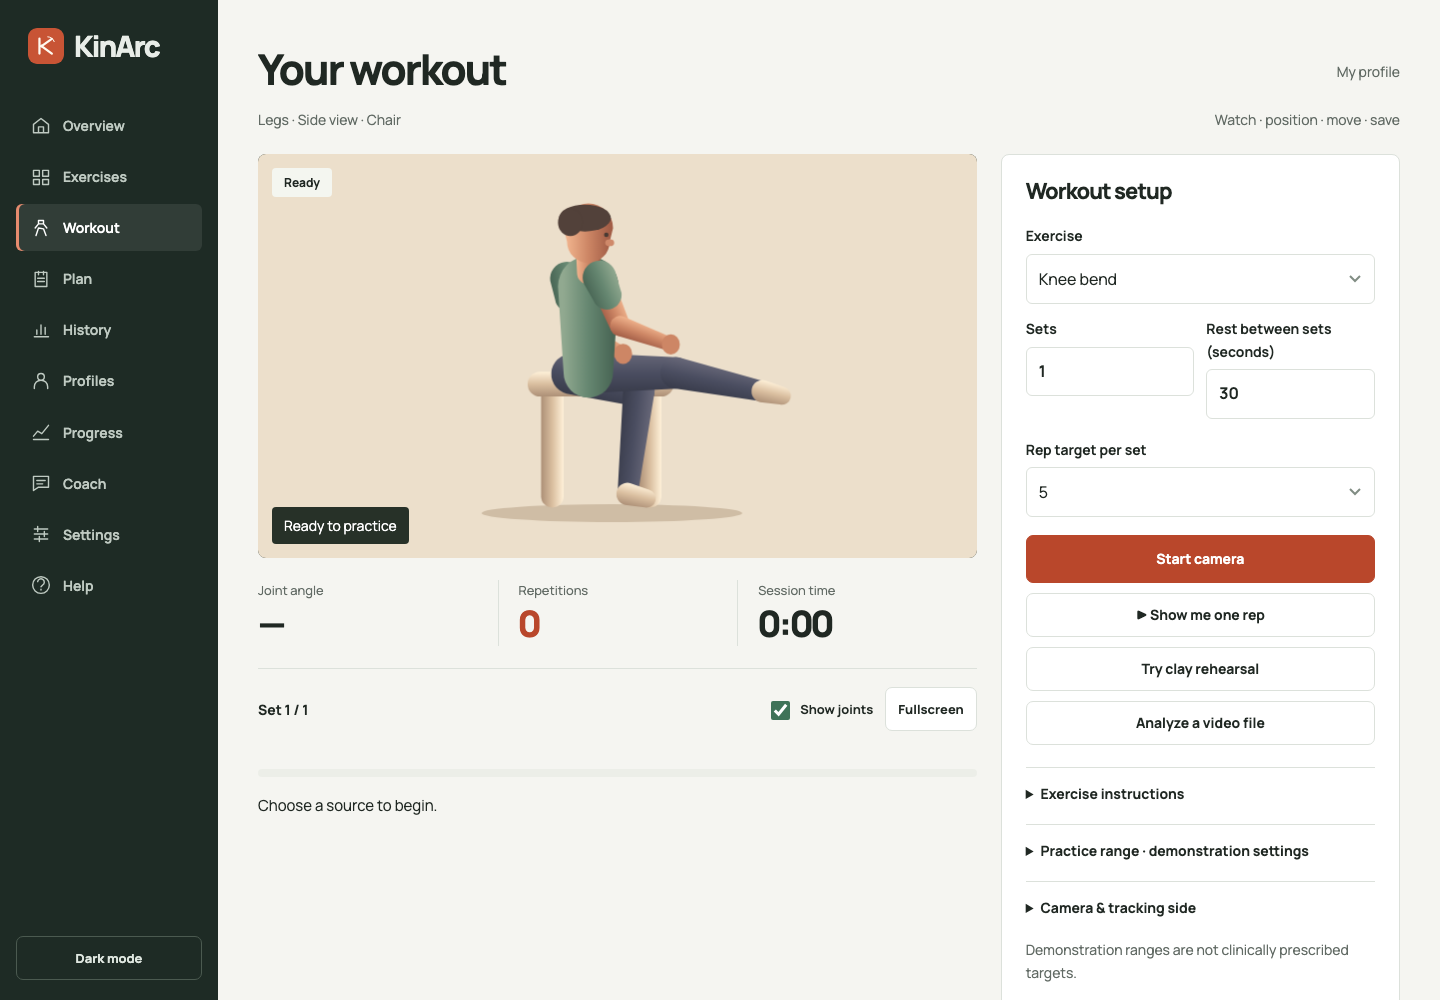 KinArc
Overview
Exercises
Workout
Plan
History
Profiles
Progress
Coach
Settings
Help
Dark mode
Your workout
My profile
Legs · Side view · Chair
Watch · position · move · save
Ready
Ready to practice
Joint angle
Repetitions
Session time
—
0
0:00
Set 1 / 1
Show joints
Fullscreen
Choose a source to begin.
Workout setup
Exercise
Knee bend
Sets
1
Rest between sets
(seconds)
30
Rep target per set
5
Start camera
Show me one rep
Try clay rehearsal
Analyze a video file
Exercise instructions
Practice range · demonstration settings
Camera & tracking side
Demonstration ranges are not clinically prescribed
targets.